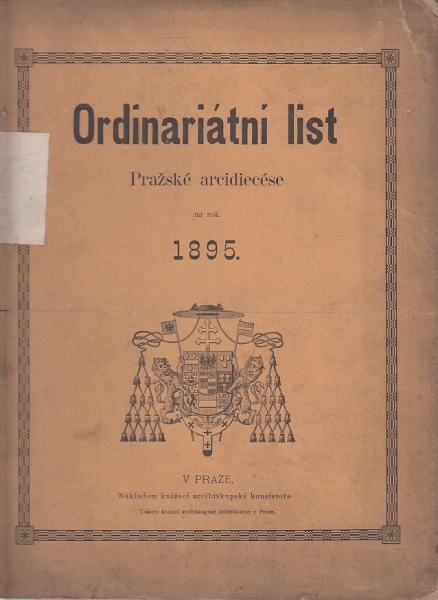 Ordinariátní list
Pražské arcidiecése
na rok
1895.
V PRAZE.
Nákladem knížecí arcibiskupské konsistoře.
Tiskem knížecí arcibiskupské knihtiskárny v Praze.